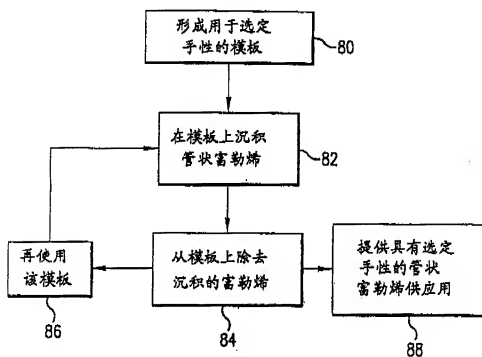 形成用于选定
手性的模板
80
在模板上沉积
管状富勒烯
82
再使用
该模板
86
从模板上除去
沉积的富勒烯
84
提供具有选定
手性的管状
富勒烯供应用
88